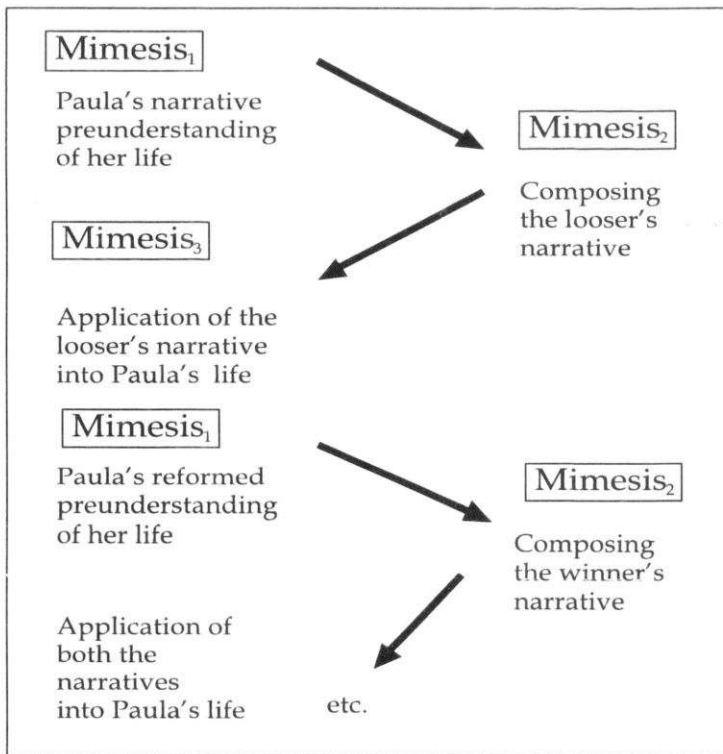 Mimesis₁
Paula's narrative
preunderstanding
of her life
Mimesis₂
Composing
the looser's
narrative
Mimesis₃
Application of the
looser's narrative
into Paula's life
Mimesis₁
Paula's reformed
preunderstanding
of her life
Mimesis₂
Composing
the winner's
narrative
Application of
both the
narratives
into Paula's life
etc.